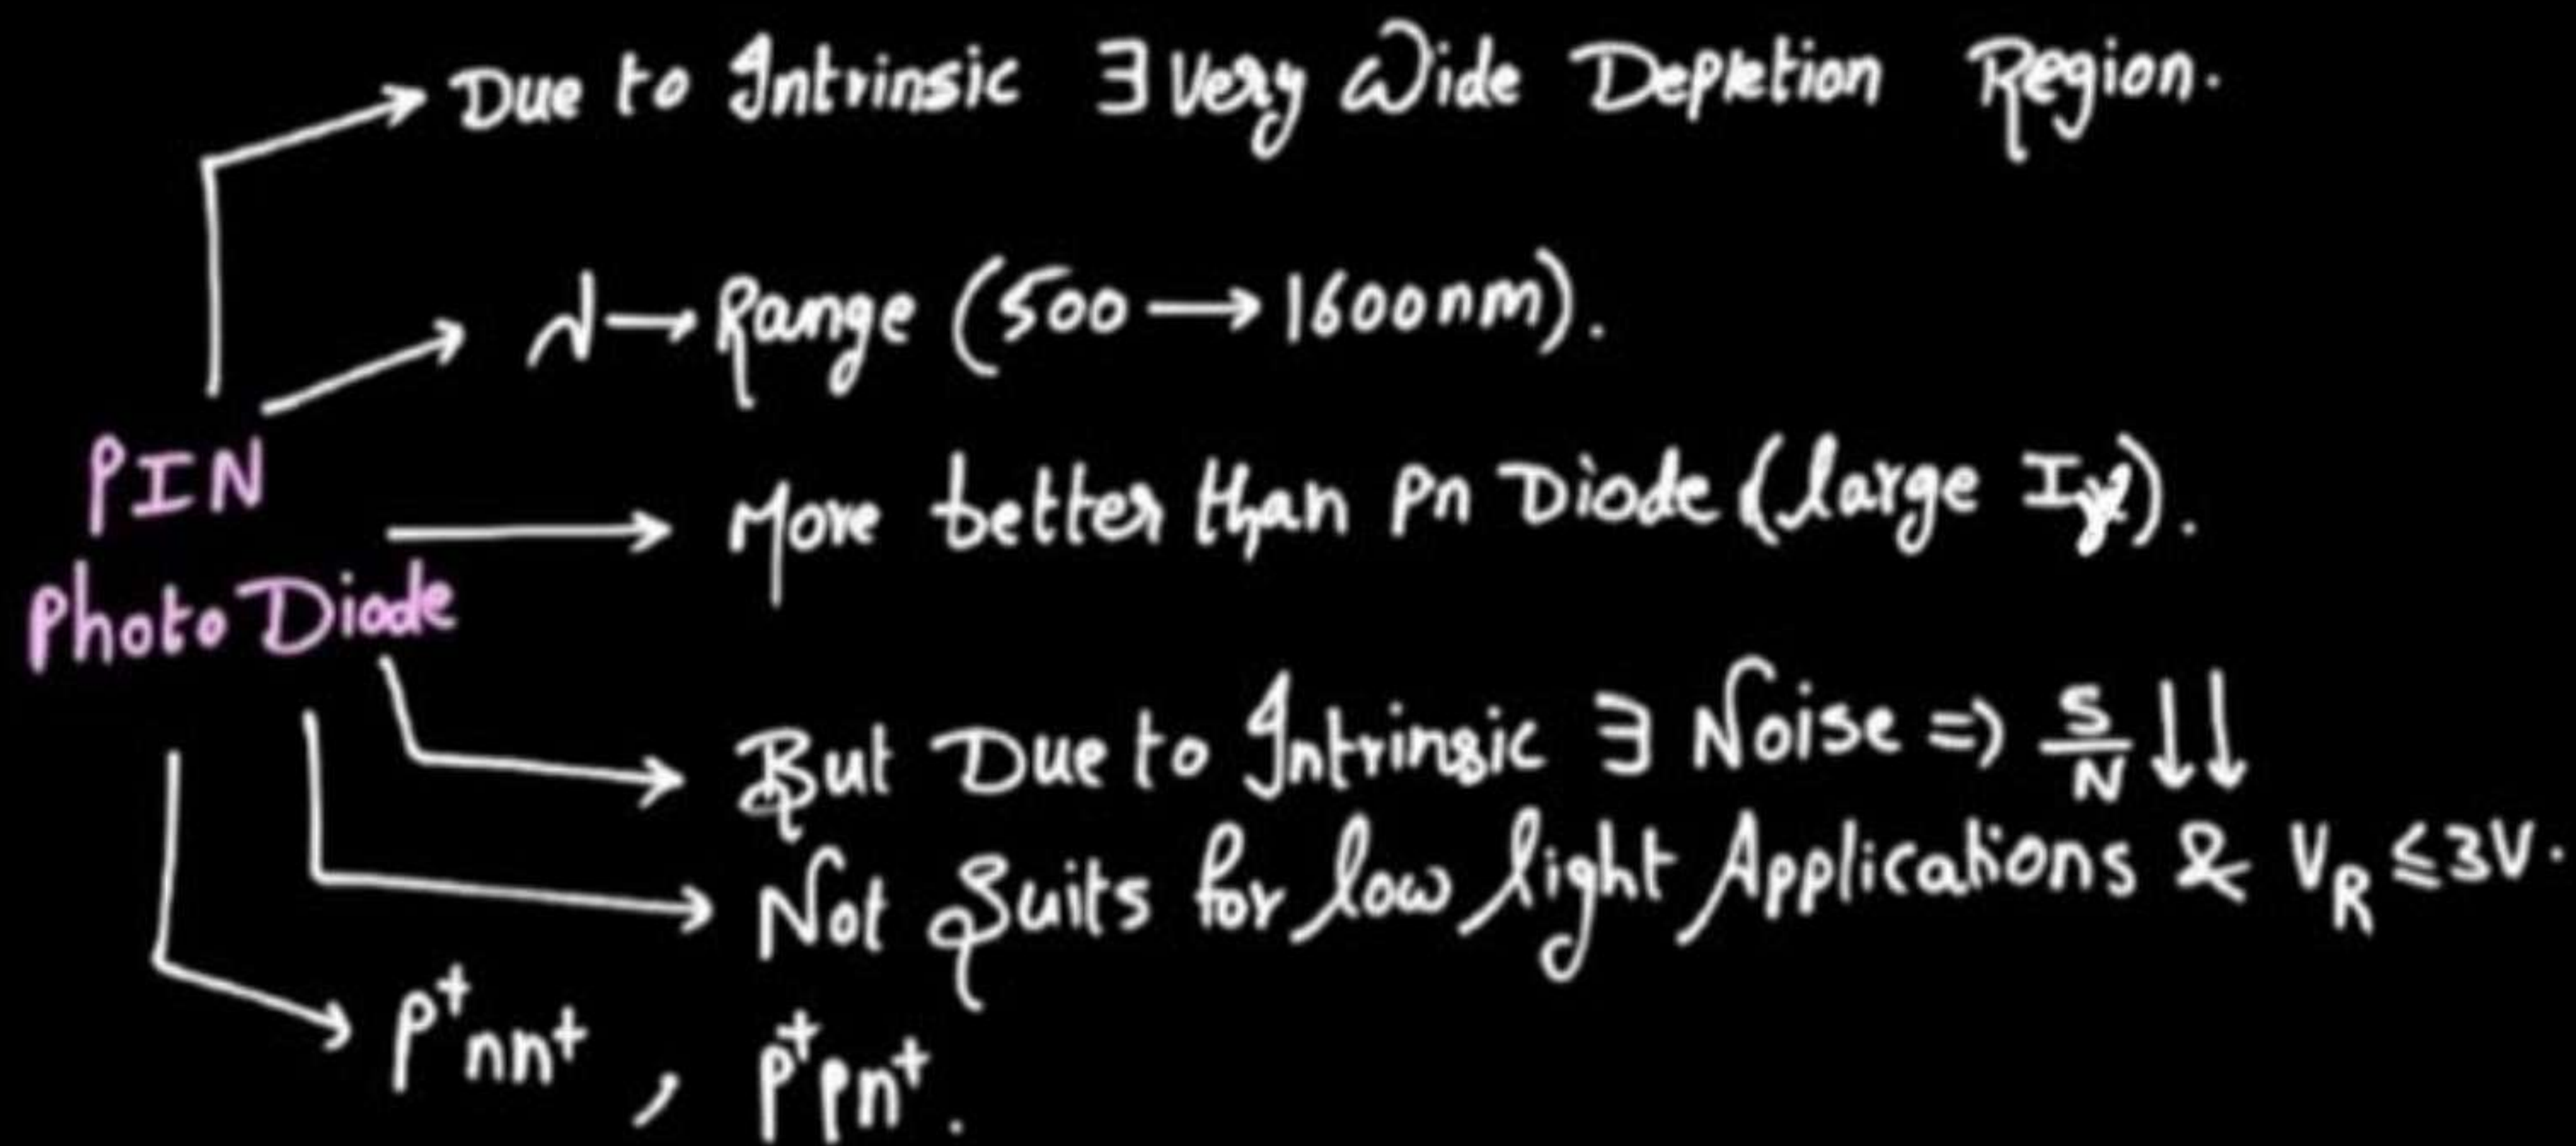 Due to Intrinsic ∃ Very Wide Depletion Region.
λ → Range (500 → 1600nm).
PIN
Photo Diode
More better than Pn Diode (large I).
But Due to Intrinsic ∃ Noise ⇒ S/N ↓↓
Not Suits for low light Applications & V_R ≤ 3V.
P⁺nn⁺ , P⁺pn⁺.